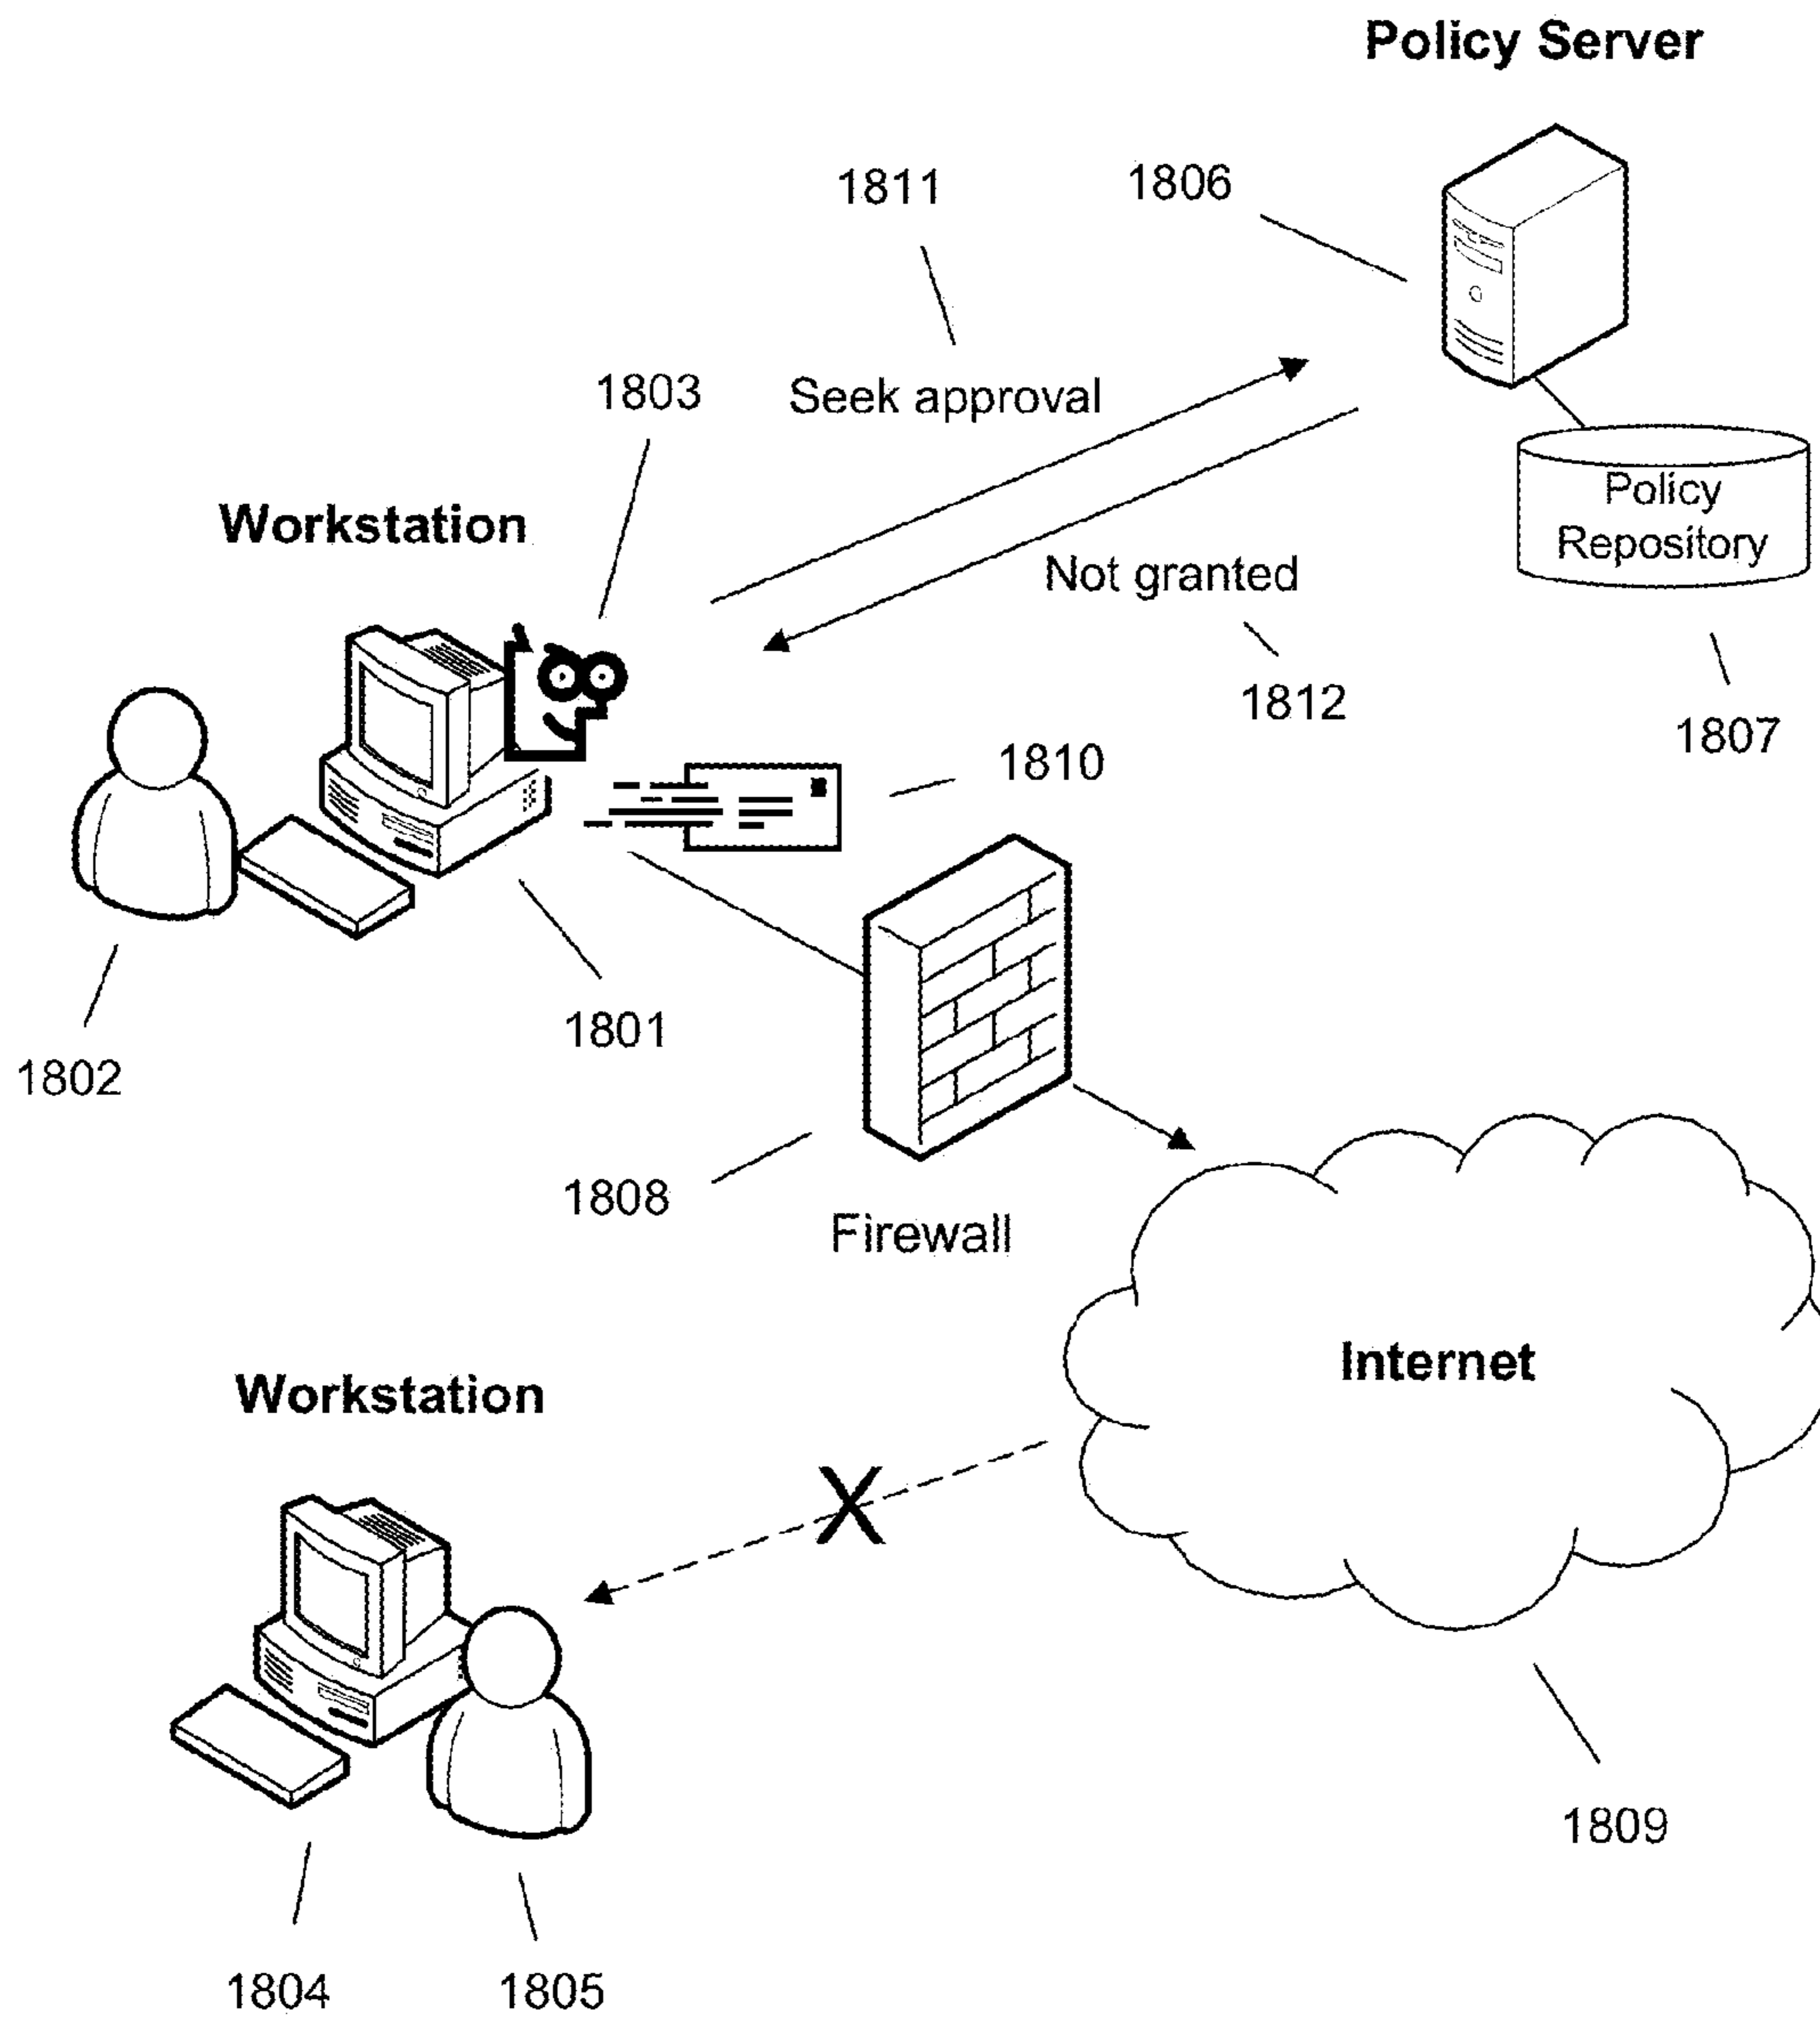 Policy Server
1811
1806
1803
Seek approval
Policy
Repository
Workstation
Not granted
1812
1807
1810
1801
1802
1808
Firewall
Internet
Workstation
1809
1804
1805